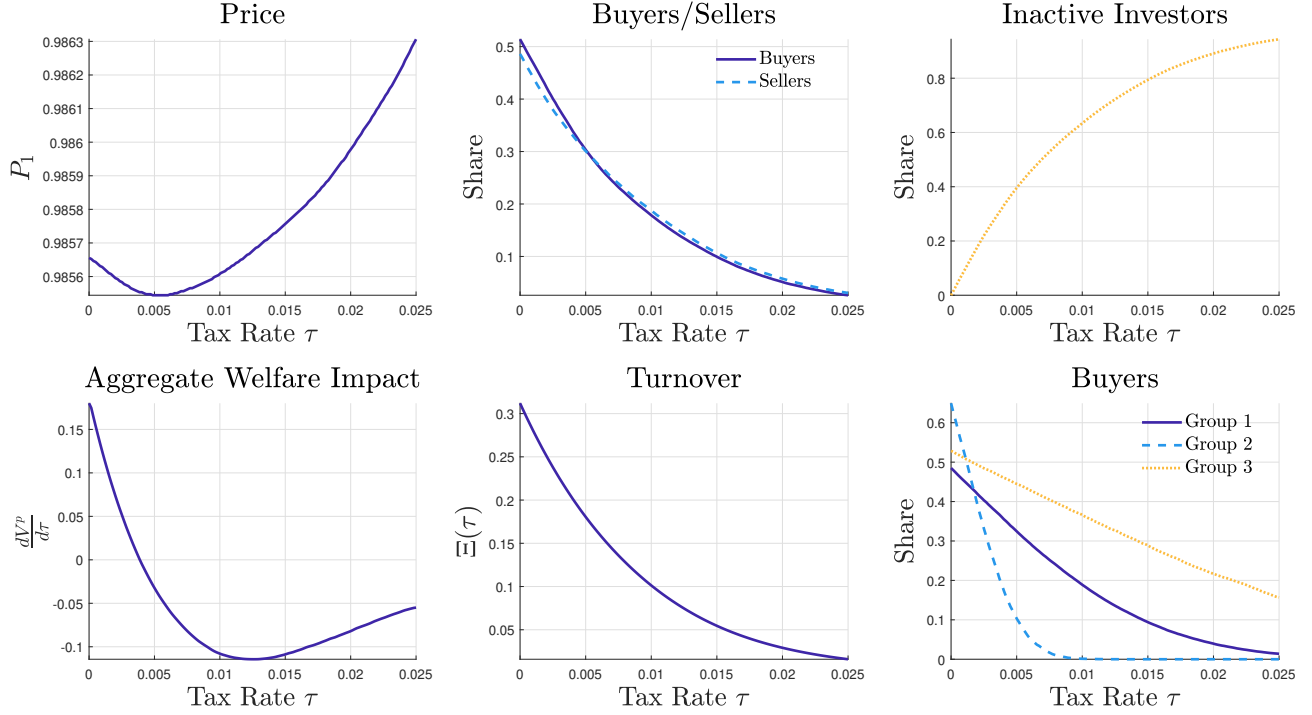 Price
Buyers/Sellers
Inactive Investors
0.9863
0.9862
0.9861
0.986
0.9859
0.9858
0.9857
0.9856
P1
0 0.005 0.01 0.015 0.02 0.025
Tax Rate τ
0.5
0.4
0.3
0.2
0.1
Share
Buyers
Sellers
0 0.005 0.01 0.015 0.02 0.025
Tax Rate τ
0.8
0.6
0.4
0.2
0
Share
0 0.005 0.01 0.015 0.02 0.025
Tax Rate τ
Aggregate Welfare Impact
Turnover
Buyers
0.15
0.1
0.05
0
-0.05
-0.1
dV^p/dτ
0 0.005 0.01 0.015 0.02 0.025
Tax Rate τ
0.3
0.25
0.2
0.15
0.1
0.05
Ξ(τ)
0 0.005 0.01 0.015 0.02 0.025
Tax Rate τ
0.6
0.5
0.4
0.3
0.2
0.1
0
Share
Group 1
Group 2
Group 3
0 0.005 0.01 0.015 0.02 0.025
Tax Rate τ